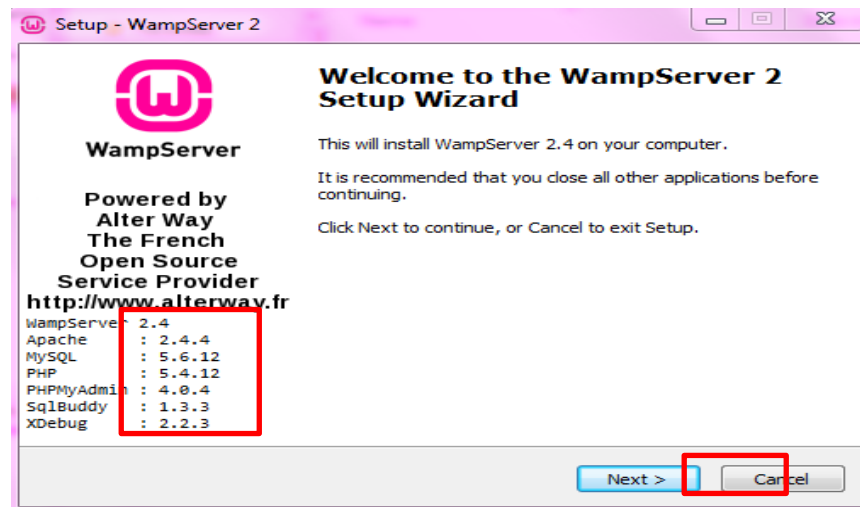 Setup - WampServer 2
WampServer
Powered by
Alter Way
The French
Open Source
Service Provider
http://www.alterway.fr
WampServer 2.4
Apache : 2.4.4
MySQL : 5.6.12
PHP : 5.4.12
PHPMyAdmin : 4.0.4
SqlBuddy : 1.3.3
XDebug : 2.2.3
Welcome to the WampServer 2
Setup Wizard
This will install WampServer 2.4 on your computer.
It is recommended that you close all other applications before
continuing.
Click Next to continue, or Cancel to exit Setup.
Next >
Cancel